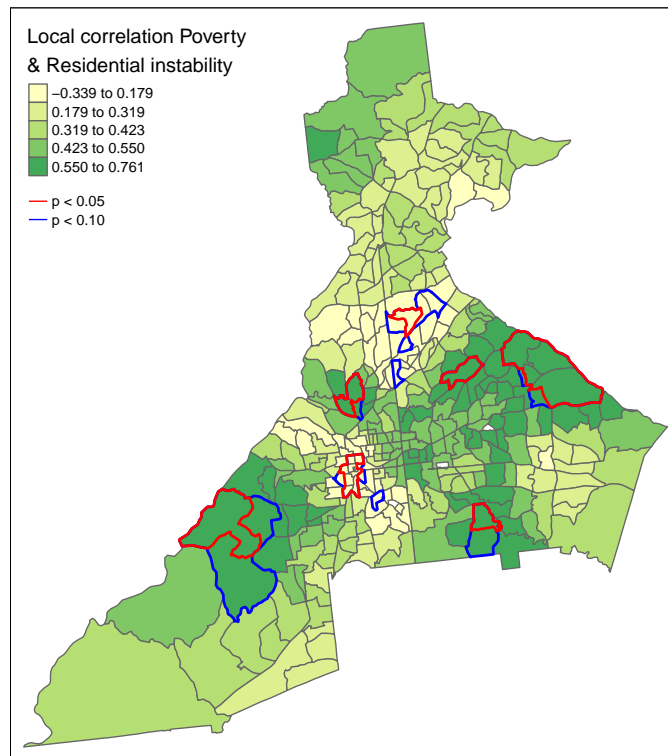 Local correlation Poverty
& Residential instability
−0.339 to 0.179
0.179 to 0.319
0.319 to 0.423
0.423 to 0.550
0.550 to 0.761
p < 0.05
p < 0.10